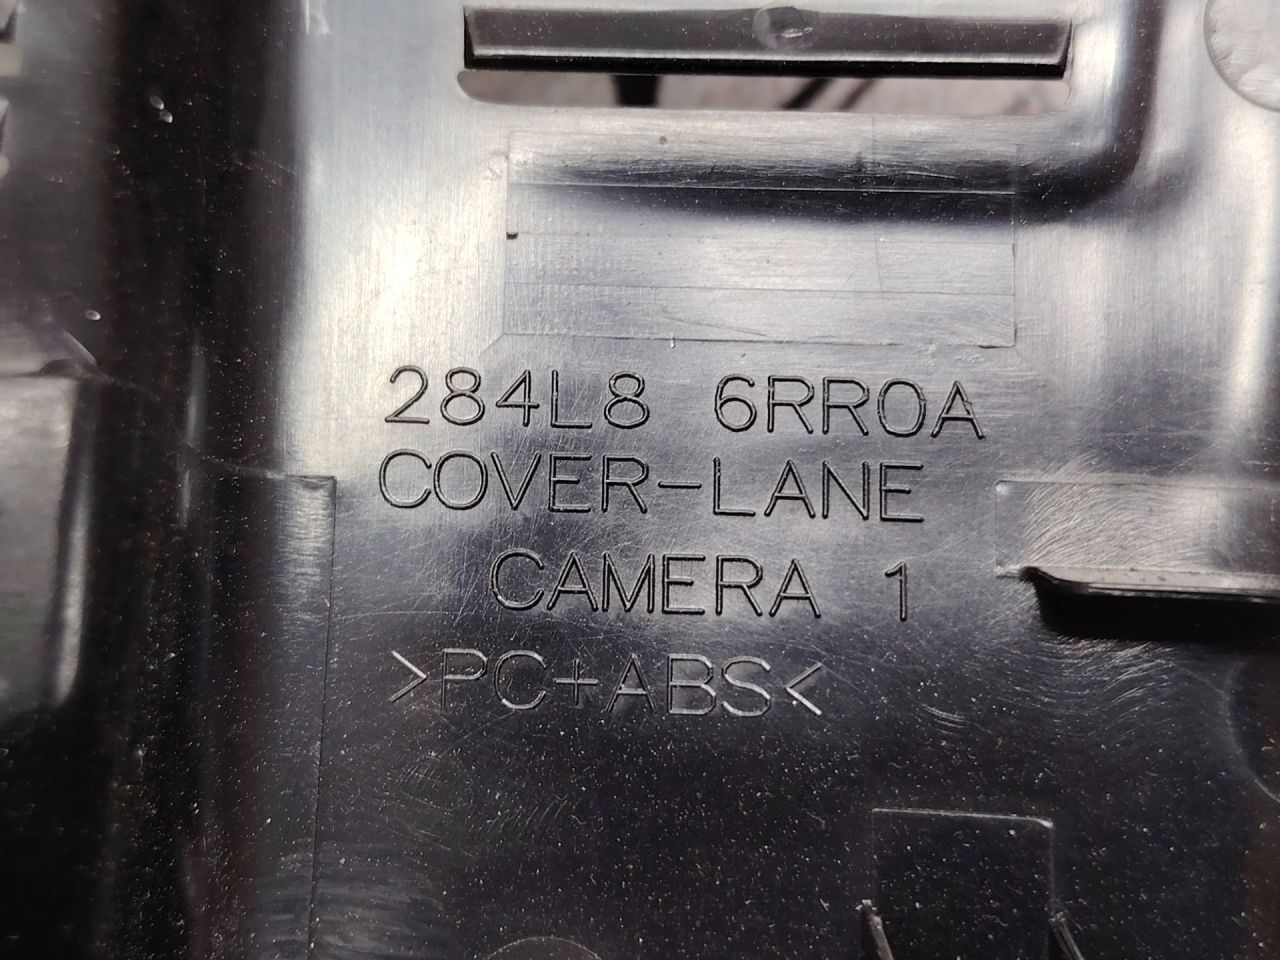 284L8 6RR0A
COVER-LANE
CAMERA 1
>PC+ABS<